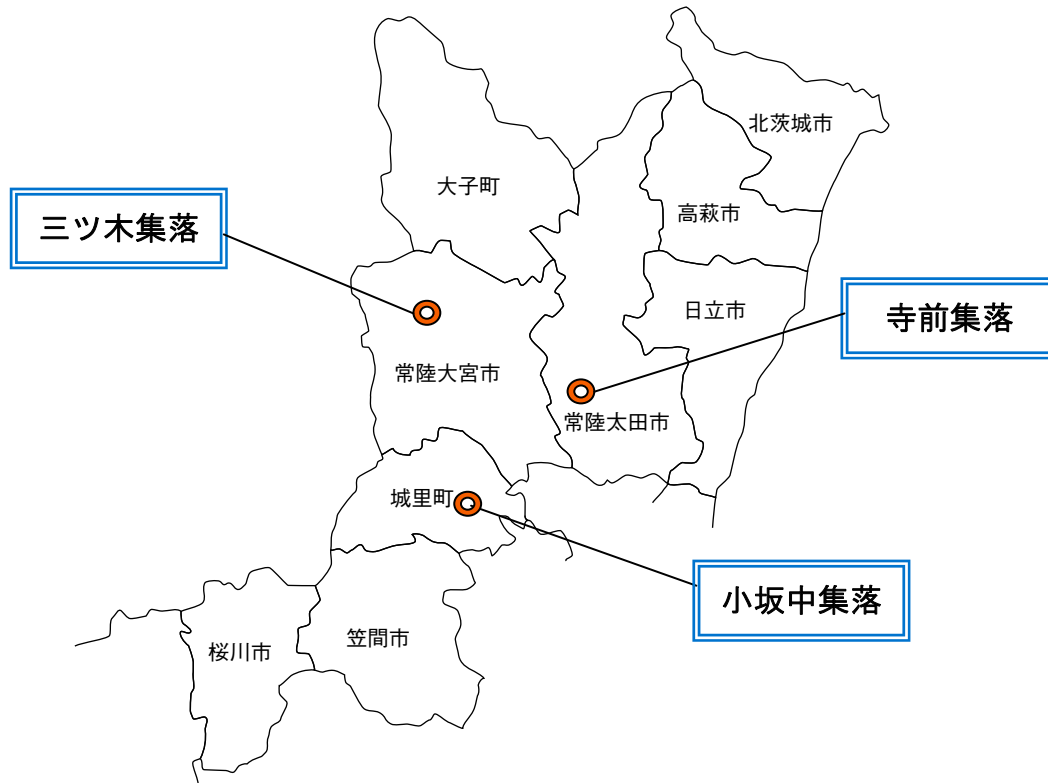 北茨城市
大子町
高萩市
三ツ木集落
日立市
寺前集落
常陸大宮市
常陸太田市
城里町
小坂中集落
笠間市
桜川市